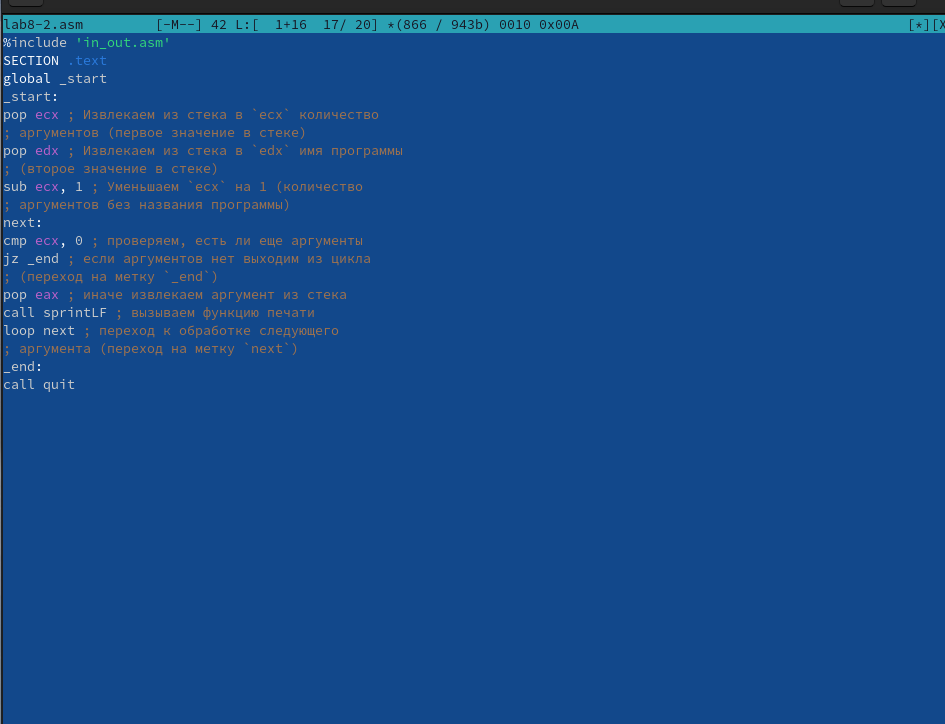 lab8-2.asm [-M--] 42 L:[ 1+16 17/ 20] *(866 / 943b) 0010 0x00A [*][X
%include 'in_out.asm'
SECTION .text
global _start
_start:
pop ecx ; Извлекаем из стека в `ecx` количество
; аргументов (первое значение в стеке)
pop edx ; Извлекаем из стека в `edx` имя программы
; (второе значение в стеке)
sub ecx, 1 ; Уменьшаем `ecx` на 1 (количество
; аргументов без названия программы)
next:
cmp ecx, 0 ; проверяем, есть ли еще аргументы
jz _end ; если аргументов нет выходим из цикла
; (переход на метку `_end`)
pop eax ; иначе извлекаем аргумент из стека
call sprintLF ; вызываем функцию печати
loop next ; переход к обработке следующего
; аргумента (переход на метку `next`)
_end:
call quit